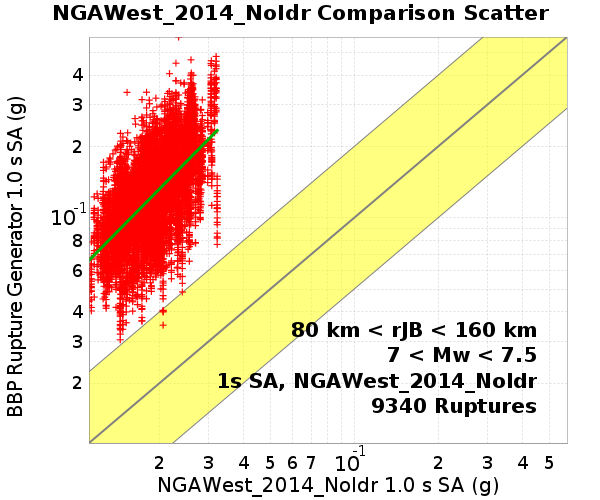 NGAWest_2014_NoIdr Comparison Scatter
BBP Rupture Generator 1.0 s SA (g)
4
3
2
10-1
8
6
4
3
2
80 km < rJB < 160 km
7 < Mw < 7.5
1s SA, NGAWest_2014_NoIdr
9340 Ruptures
2 3 4 5 6 7 10-1 2 3 4 5
NGAWest_2014_NoIdr 1.0 s SA (g)